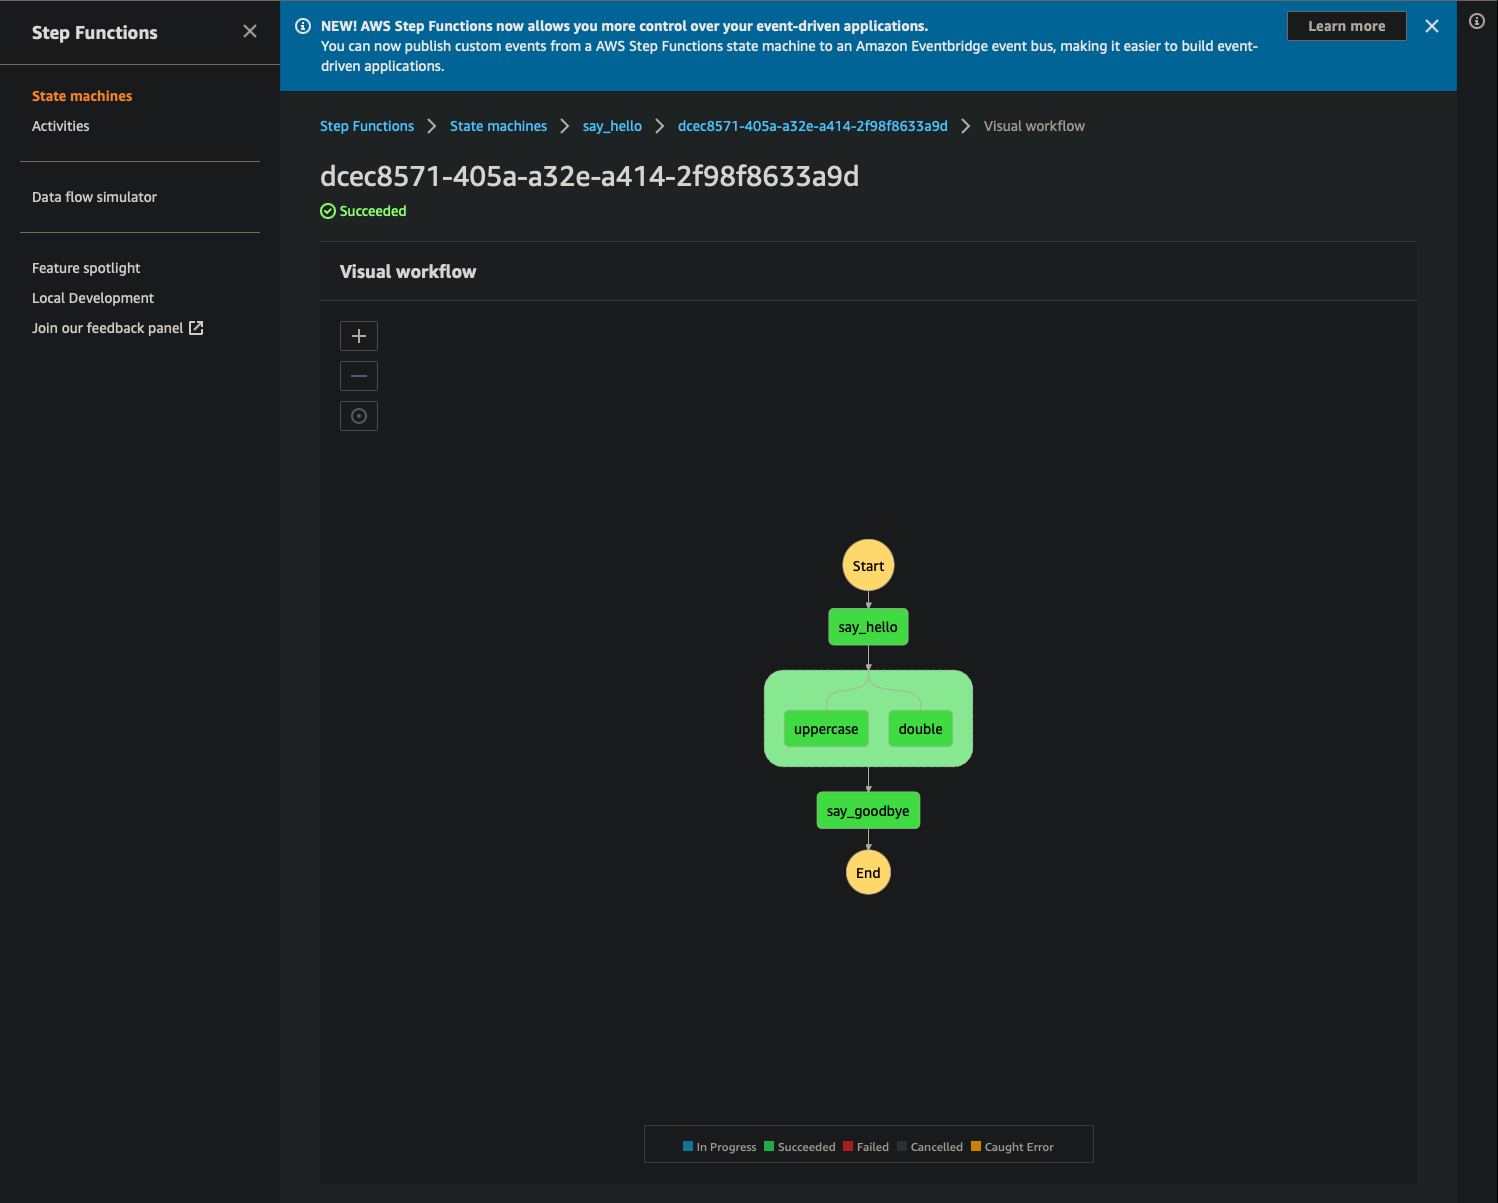 Step Functions
State machines
Activities
Data flow simulator
Feature spotlight
Local Development
Join our feedback panel
NEW! AWS Step Functions now allows you more control over your event-driven applications.
You can now publish custom events from a AWS Step Functions state machine to an Amazon Eventbridge event bus, making it easier to build event-
driven applications.
Learn more
Step Functions State machines say_hello dcec8571-405a-a32e-a414-2f98f8633a9d Visual workflow
dcec8571-405a-a32e-a414-2f98f8633a9d
Succeeded
Visual workflow
Start
say_hello
uppercase double
say_goodbye
End
In Progress Succeeded Failed Cancelled Caught Error